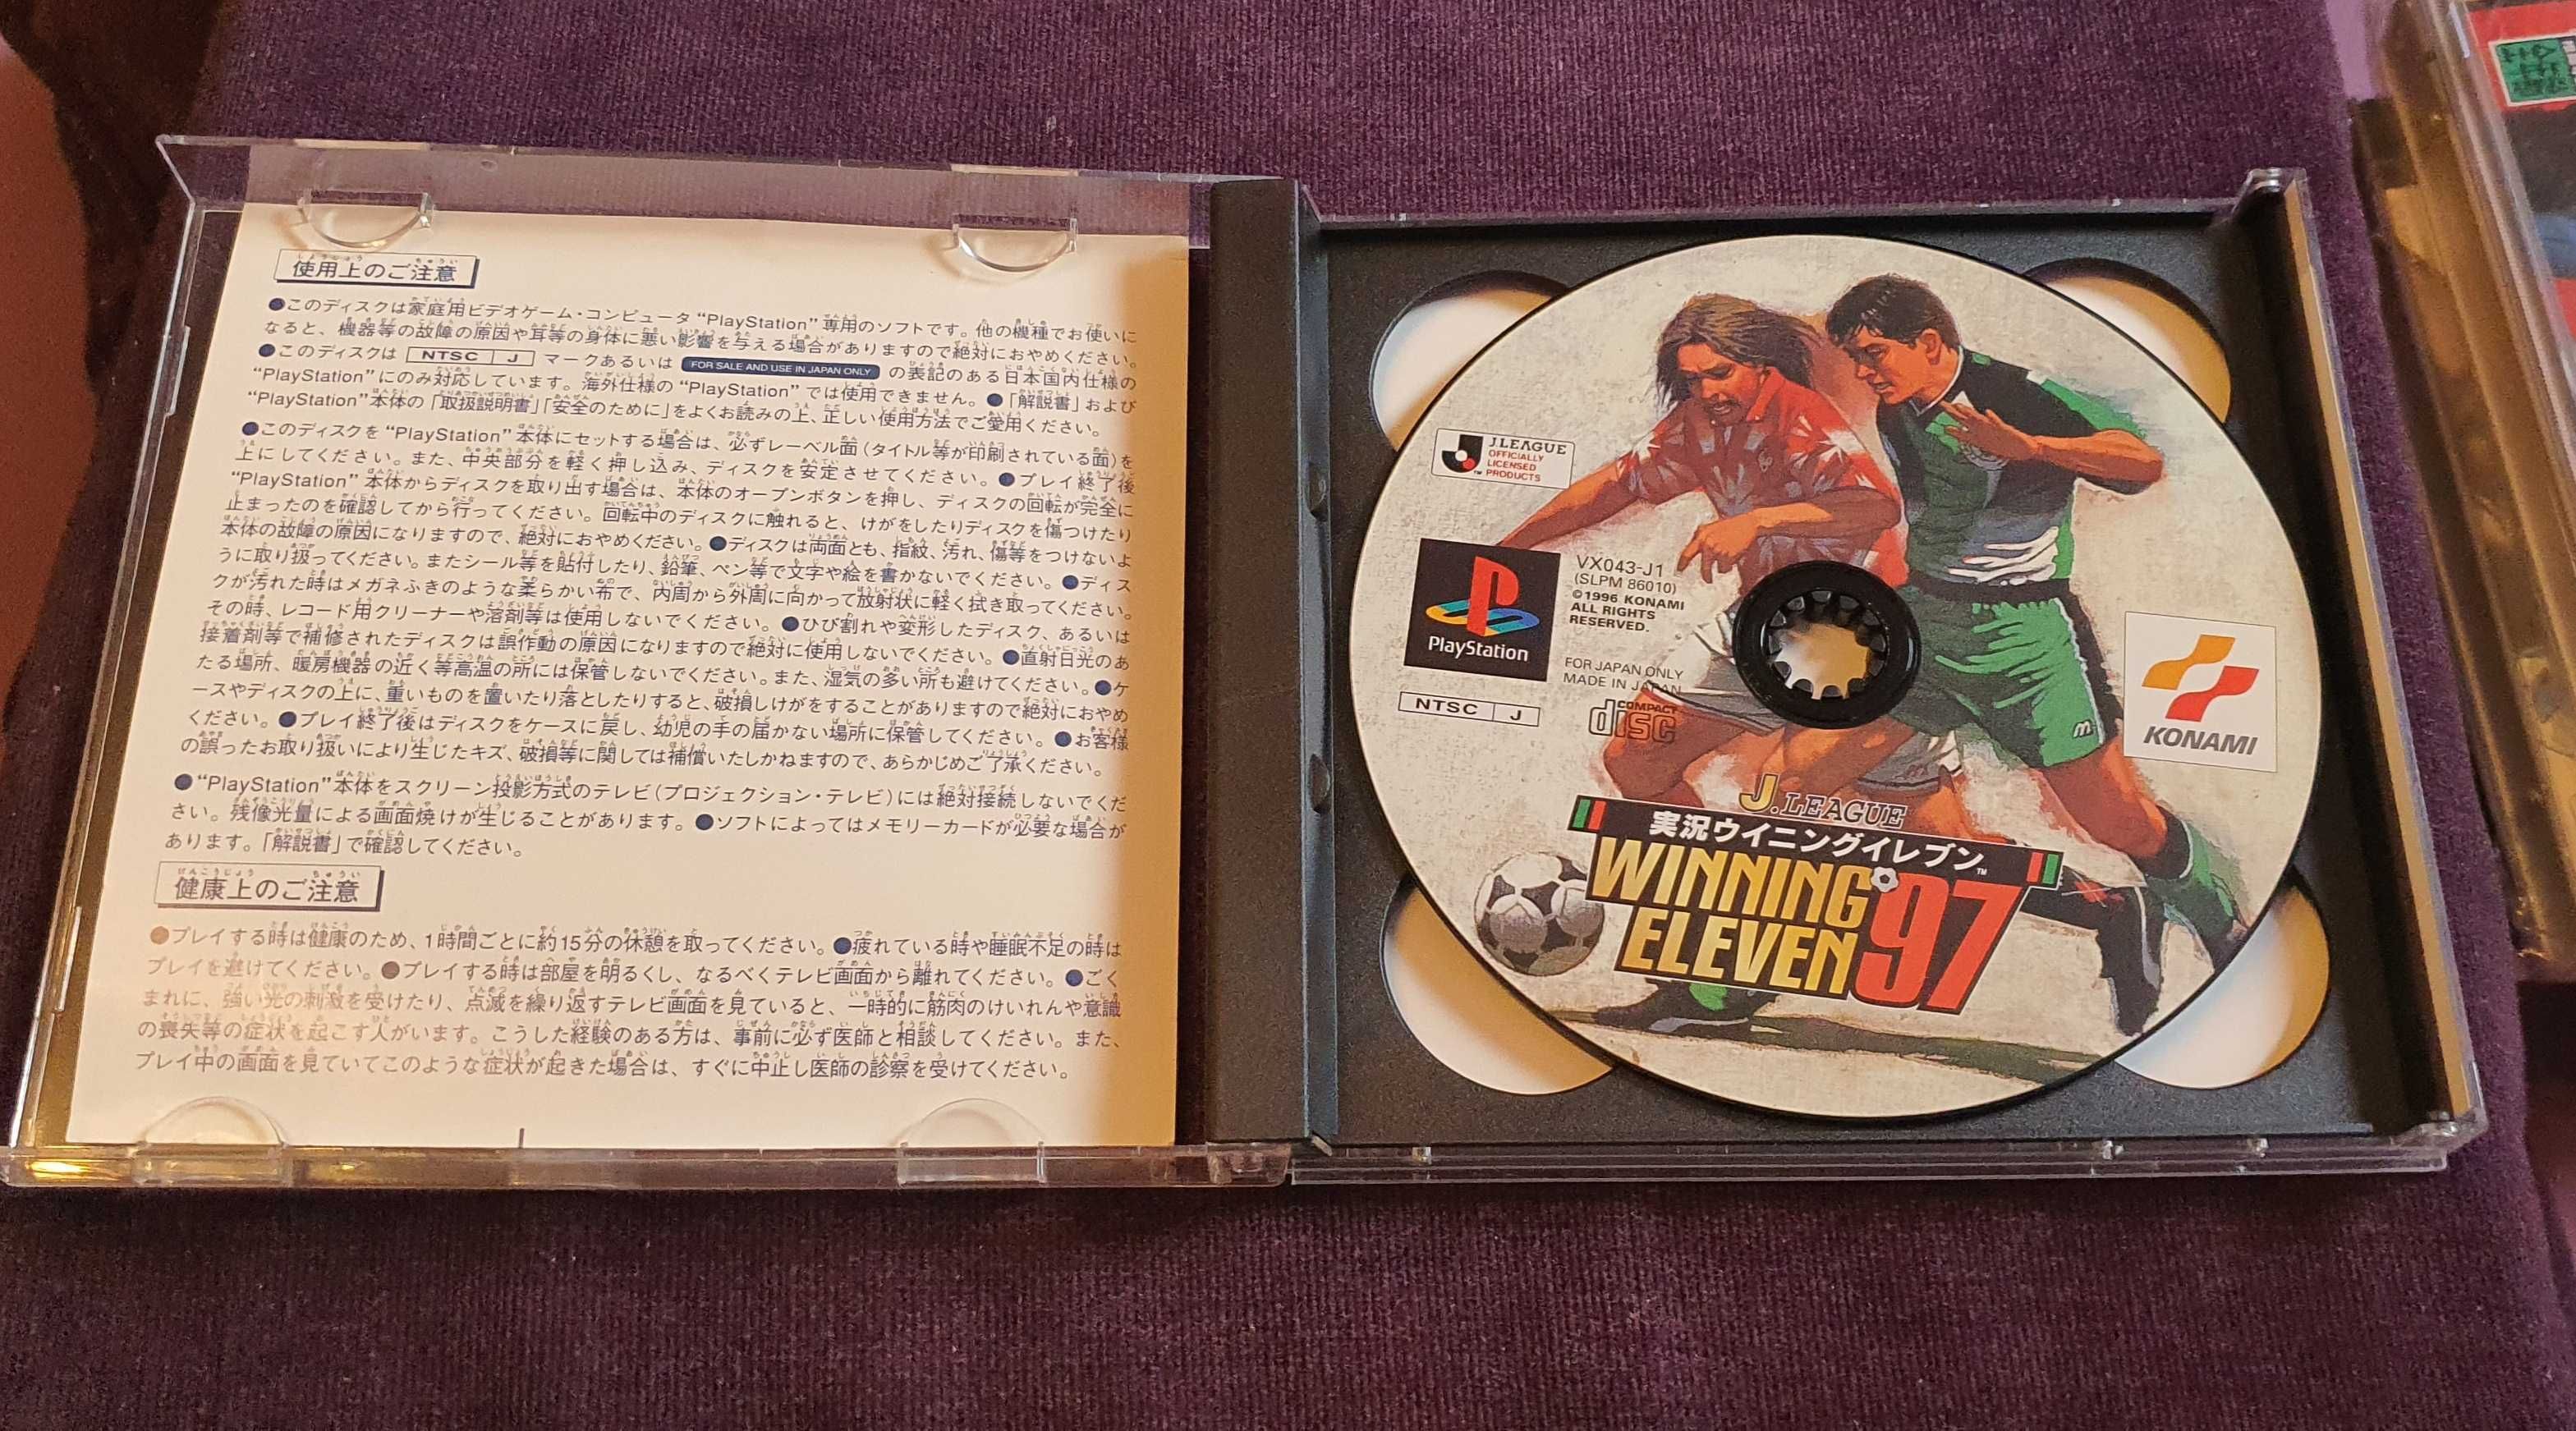 使用上のご注意
●このディスクは家庭用ビデオゲーム・コンピュータ“PlayStation”専用のソフトです。他の機種でお使いに
なると、機器等の故障の原因や耳等の身体に悪い影響を与える場合がありますので絶対におやめください。
●このディスクは NTSC J マークあるいは FOR SALE AND USE IN JAPAN ONLY の表記のある日本国内仕様の
“PlayStation”にのみ対応しています。海外仕様の“PlayStation”では使用できません。●「解説書」および
“PlayStation”本体の「取扱説明書」「安全のために」をよくお読みの上、正しい使用方法でご愛用ください。
●このディスクを“PlayStation”本体にセットする場合は、必ずレーベル面(タイトル等が印刷されている面)を
上にしてください。また、中央部分を軽く押し込み、ディスクを安定させてください。●プレイ終了後
“PlayStation”本体からディスクを取り出す場合は、本体のオープンボタンを押し、ディスクの回転が完全に
止まったのを確認してから行ってください。回転中のディスクに触れると、けがをしたりディスクを傷つけたり
本体の故障の原因になりますので、絶対におやめください。●ディスクは両面とも、指紋、汚れ、傷等をつけないよ
うに取り扱ってください。またシール等を貼付したり、鉛筆、ペン等で文字や絵を書かないでください。●ディス
クが汚れた時はメガネふきのような柔らかい布で、内周から外周に向かって放射状に軽く拭き取ってください。
その時、レコード用クリーナーや溶剤等は使用しないでください。●ひび割れや変形したディスク、あるいは
接着剤等で補修されたディスクは誤作動の原因になりますので絶対に使用しないでください。●直射日光のあ
たる場所、暖房機器の近く等高温の所には保管しないでください。また、湿気の多い所も避けてください。●ケ
ースやディスクの上に、重いものを置いたり落としたりすると、破損しけがをすることがありますので絶対におやめ
ください。●プレイ終了後はディスクをケースに戻し、幼児の手の届かない場所に保管してください。●お客様
の誤ったお取り扱いにより生じたキズ、破損等に関しては補償いたしかねますので、あらかじめご了承ください。
●“PlayStation”本体をスクリーン投影方式のテレビ(プロジェクション・テレビ)には絶対接続しないでくだ
さい。残像光量による画面焼けが生じることがあります。●ソフトによってはメモリーカードが必要な場合が
あります。「解説書」で確認してください。
健康上のご注意
●プレイする時は健康のため、1時間ごとに約15分の休憩を取ってください。●疲れている時や睡眠不足の時は
プレイを避けてください。●プレイする時は部屋を明るくし、なるべくテレビ画面から離れてください。●ごく
まれに、強い光の刺激を受けたり、点滅を繰り返すテレビ画面を見ていると、一時的に筋肉のけいれんや意識
の喪失等の症状を起こす人がいます。こうした経験のある方は、事前に必ず医師と相談してください。また、
プレイ中の画面を見ていてこのような症状が起きた場合は、すぐに中止し医師の診察を受けてください。
J.LEAGUE
OFFICIALLY
LICENSED
PRODUCTS
TM
PlayStation
VX043-J1
(SLPM 86010)
©1996 KONAMI
ALL RIGHTS
RESERVED.
FOR JAPAN ONLY
MADE IN JAPAN
NTSC J
COMPACT
disc
KONAMI
J.LEAGUE
実況ウイニングイレブン™
WINNING
ELEVEN'97